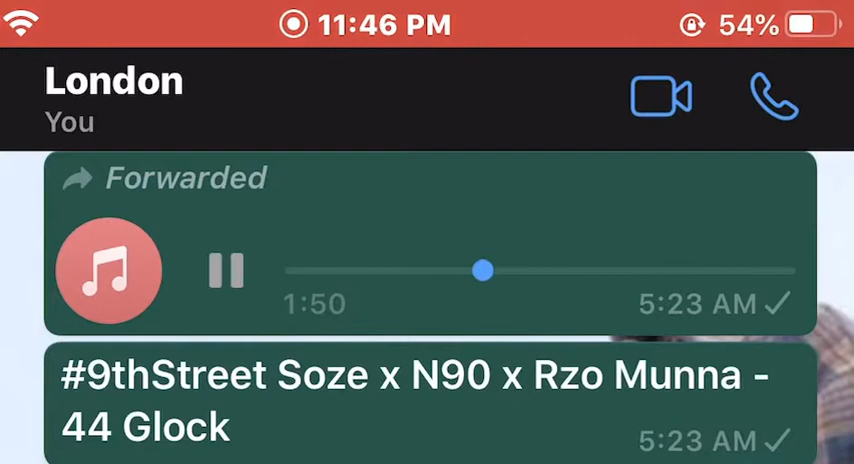 11:46 PM 54%
London
You
Forwarded
1:50 5:23 AM
#9thStreet Soze x N90 x Rzo Munna -
44 Glock
5:23 AM